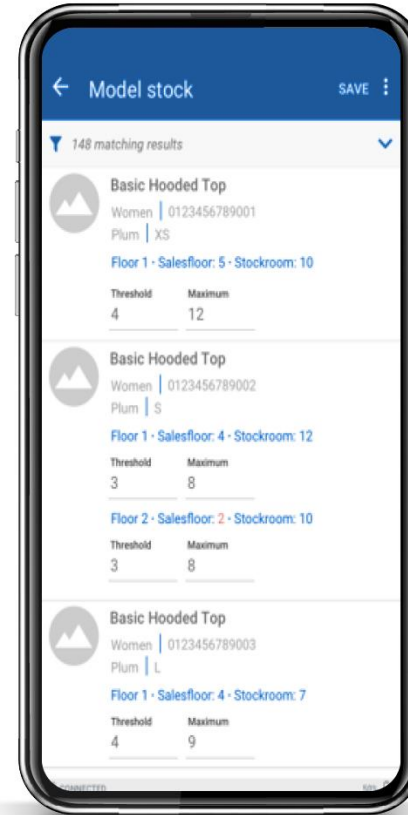 Model stock SAVE
148 matching results
Basic Hooded Top
Women | 0123456789001
Plum | XS
Floor 1 · Salesfloor: 5 · Stockroom: 10
Threshold Maximum
4 12
Basic Hooded Top
Women | 0123456789002
Plum | S
Floor 1 · Salesfloor: 4 · Stockroom: 12
Threshold Maximum
3 8
Floor 2 · Salesfloor: 2 · Stockroom: 10
Threshold Maximum
3 8
Basic Hooded Top
Women | 0123456789003
Plum | L
Floor 1 · Salesfloor: 4 · Stockroom: 7
Threshold Maximum
4 9
CONNECTED